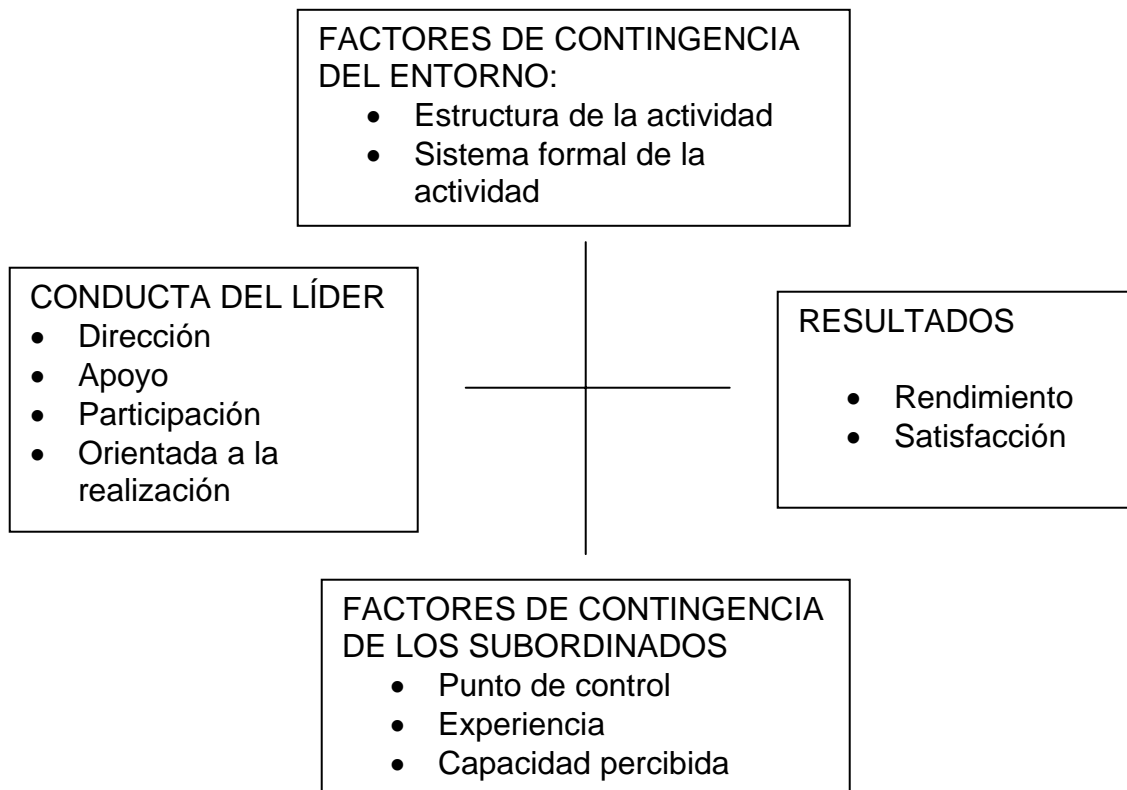 FACTORES DE CONTINGENCIA
DEL ENTORNO:
• Estructura de la actividad
• Sistema formal de la
actividad
CONDUCTA DEL LÍDER
• Dirección
• Apoyo
• Participación
• Orientada a la
realización
RESULTADOS
• Rendimiento
• Satisfacción
FACTORES DE CONTINGENCIA
DE LOS SUBORDINADOS
• Punto de control
• Experiencia
• Capacidad percibida